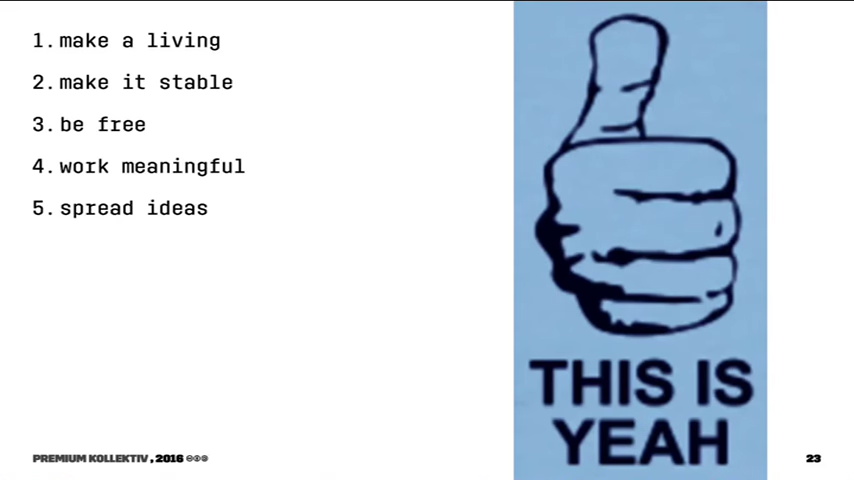 1. make a living
2. make it stable
3. be free
4. work meaningful
5. spread ideas
THIS IS
YEAH
PREMIUM KOLLEKTIV, 2016
23